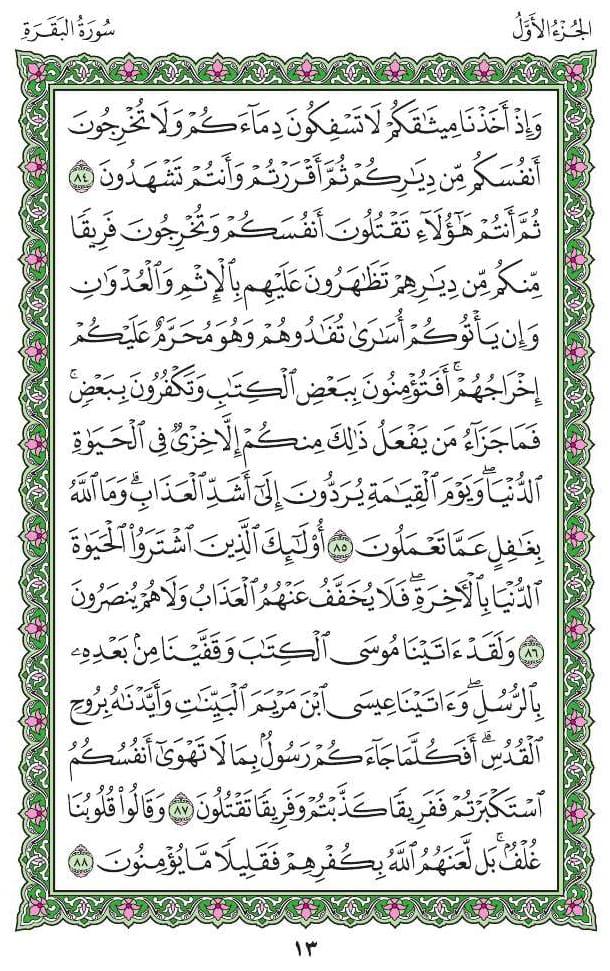 الجُزْءُ الأَوَّلُ
سُورَةُ البَقَرَةِ
وَإِذْ أَخَذْنَا مِيثَٰقَكُمْ لَا تَسْفِكُونَ دِمَآءَكُمْ وَلَا تُخْرِجُونَ
أَنفُسَكُم مِّن دِيَٰرِكُمْ ثُمَّ أَقْرَرْتُمْ وَأَنتُمْ تَشْهَدُونَ ٨٤
ثُمَّ أَنتُمْ هَٰٓؤُلَآءِ تَقْتُلُونَ أَنفُسَكُمْ وَتُخْرِجُونَ فَرِيقًا
مِّنكُم مِّن دِيَٰرِهِمْ تَظَٰهَرُونَ عَلَيْهِم بِٱلْإِثْمِ وَٱلْعُدْوَٰنِ
وَإِن يَأْتُوكُمْ أُسَٰرَىٰ تُفَٰدُوهُمْ وَهُوَ مُحَرَّمٌ عَلَيْكُمْ
إِخْرَاجُهُمْ ۚ أَفَتُؤْمِنُونَ بِبَعْضِ ٱلْكِتَٰبِ وَتَكْفُرُونَ بِبَعْضٍ ۚ
فَمَا جَزَآءُ مَن يَفْعَلُ ذَٰلِكَ مِنكُمْ إِلَّا خِزْىٌ فِى ٱلْحَيَوٰةِ
ٱلدُّنْيَا ۖ وَيَوْمَ ٱلْقِيَٰمَةِ يُرَدُّونَ إِلَىٰٓ أَشَدِّ ٱلْعَذَابِ ۗ وَمَا ٱللَّهُ
بِغَٰفِلٍ عَمَّا تَعْمَلُونَ ٨٥ أُو۟لَٰٓئِكَ ٱلَّذِينَ ٱشْتَرَوُا۟ ٱلْحَيَوٰةَ
ٱلدُّنْيَا بِٱلْءَاخِرَةِ ۖ فَلَا يُخَفَّفُ عَنْهُمُ ٱلْعَذَابُ وَلَا هُمْ يُنصَرُونَ
٨٦ وَلَقَدْ ءَاتَيْنَا مُوسَى ٱلْكِتَٰبَ وَقَفَّيْنَا مِنۢ بَعْدِهِۦ
بِٱلرُّسُلِ ۖ وَءَاتَيْنَا عِيسَى ٱبْنَ مَرْيَمَ ٱلْبَيِّنَٰتِ وَأَيَّدْنَٰهُ بِرُوحِ
ٱلْقُدُسِ ۗ أَفَكُلَّمَا جَآءَكُمْ رَسُولٌۢ بِمَا لَا تَهْوَىٰٓ أَنفُسُكُمُ
ٱسْتَكْبَرْتُمْ فَفَرِيقًا كَذَّبْتُمْ وَفَرِيقًا تَقْتُلُونَ ٨٧ وَقَالُوا۟ قُلُوبُنَا
غُلْفٌۢ ۚ بَل لَّعَنَهُمُ ٱللَّهُ بِكُفْرِهِمْ فَقَلِيلًا مَّا يُؤْمِنُونَ ٨٨
١٣